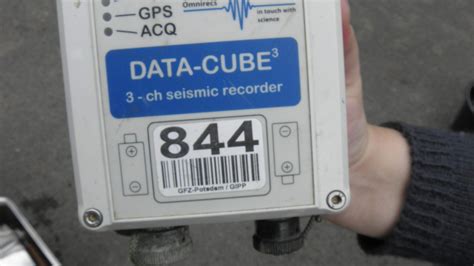 Omnirecs
in touch with
science
GPS
ACQ
DATA-CUBE³
3 - ch seismic recorder
844
GFZ-Potsdam / GIPP